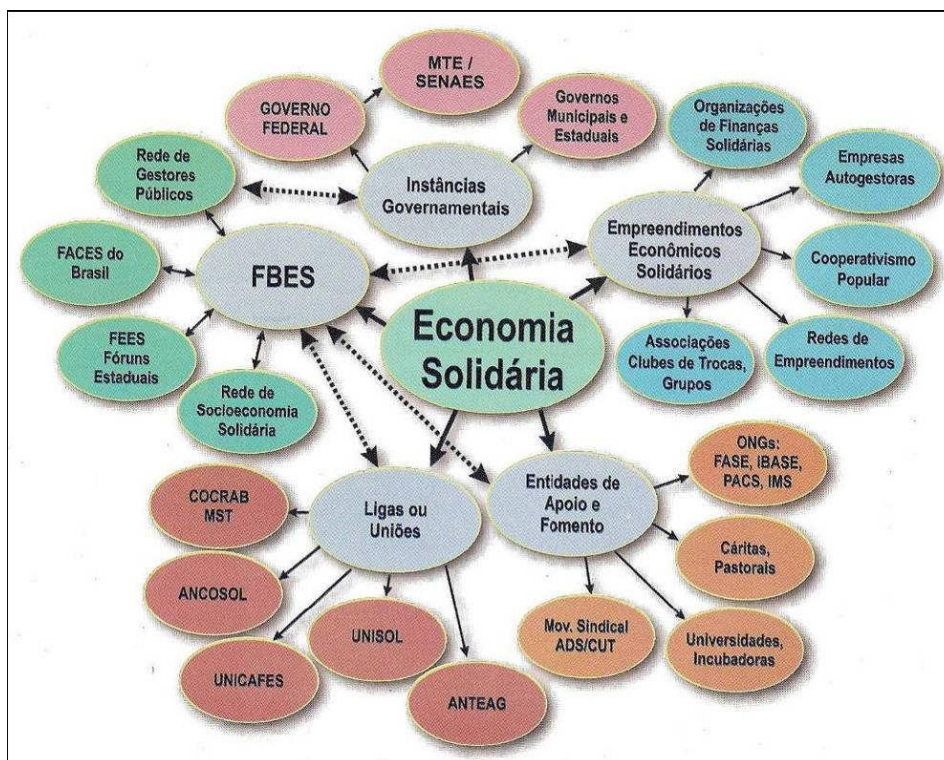 MTE /
SENAES
GOVERNO
FEDERAL
Governos
Municipais e
Estaduais
Organizações
de Finanças
Solidárias
Rede de
Gestores
Públicos
Instâncias
Governamentais
Empresas
Autogestoras
Empreendimentos
Econômicos
Solidários
FACES do
Brasil
FBES
Cooperativismo
Popular
Economia
Solidária
FEES
Fóruns
Estaduais
Associações
Clubes de Trocas,
Grupos
Redes de
Empreendimentos
Rede de
Socioeconomia
Solidária
ONGs:
FASE, IBASE,
PACS, IMS
Entidades de
Apoio e
Fomento
COCRAB
MST
Ligas ou
Uniões
Cáritas,
Pastorais
ANCOSOL
UNISOL
Mov. Sindical
ADS/CUT
Universidades,
Incubadoras
UNICAFES
ANTEAG